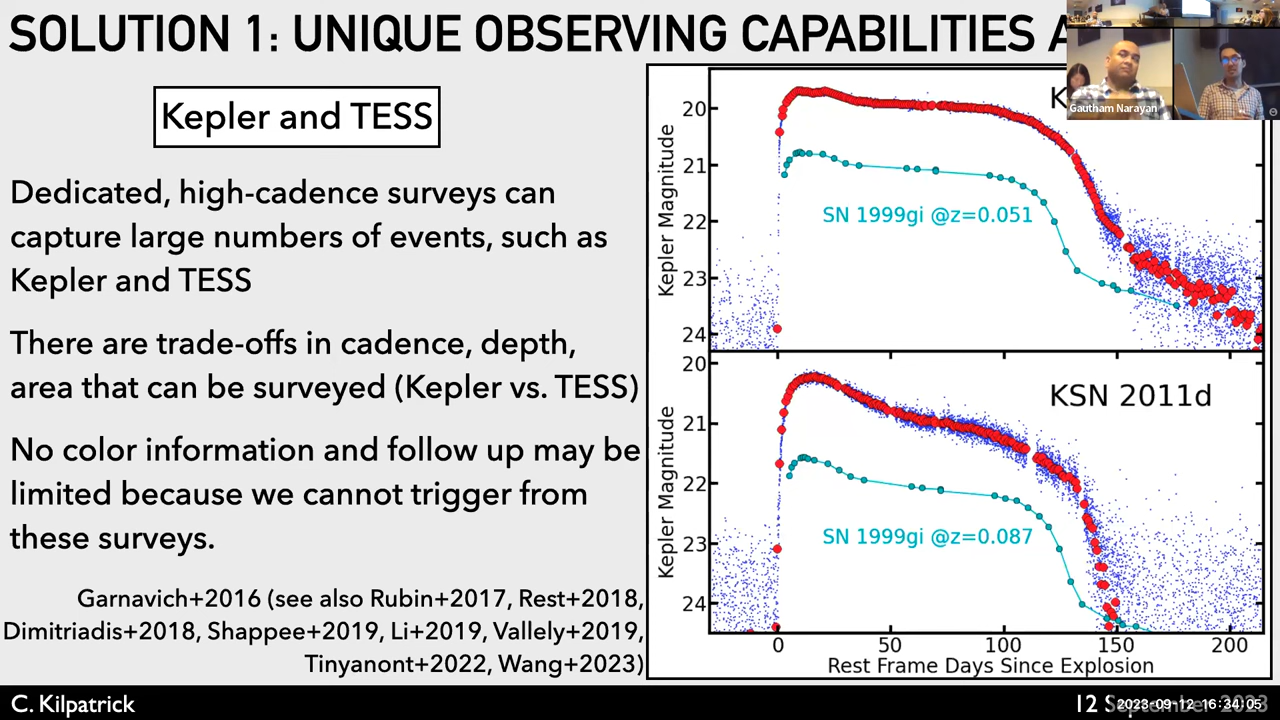 SOLUTION 1: UNIQUE OBSERVING CAPABILITIES
Kepler and TESS
Dedicated, high-cadence surveys can
capture large numbers of events, such as
Kepler and TESS
There are trade-offs in cadence, depth,
area that can be surveyed (Kepler vs. TESS)
No color information and follow up may be
limited because we cannot trigger from
these surveys.
Garnavich+2016 (see also Rubin+2017, Rest+2018,
Dimitriadis+2018, Shappee+2019, Li+2019, Vallely+2019,
Tinyanont+2022, Wang+2023)
Gautham Narayan
Kepler Magnitude
20
21
22
23
24
SN 1999gi @z=0.051
Kepler Magnitude
20
21
22
23
24
KSN 2011d
SN 1999gi @z=0.087
0 50 100 150 200
Rest Frame Days Since Explosion
C. Kilpatrick
12 September 2023
2023-09-12 16:34:05